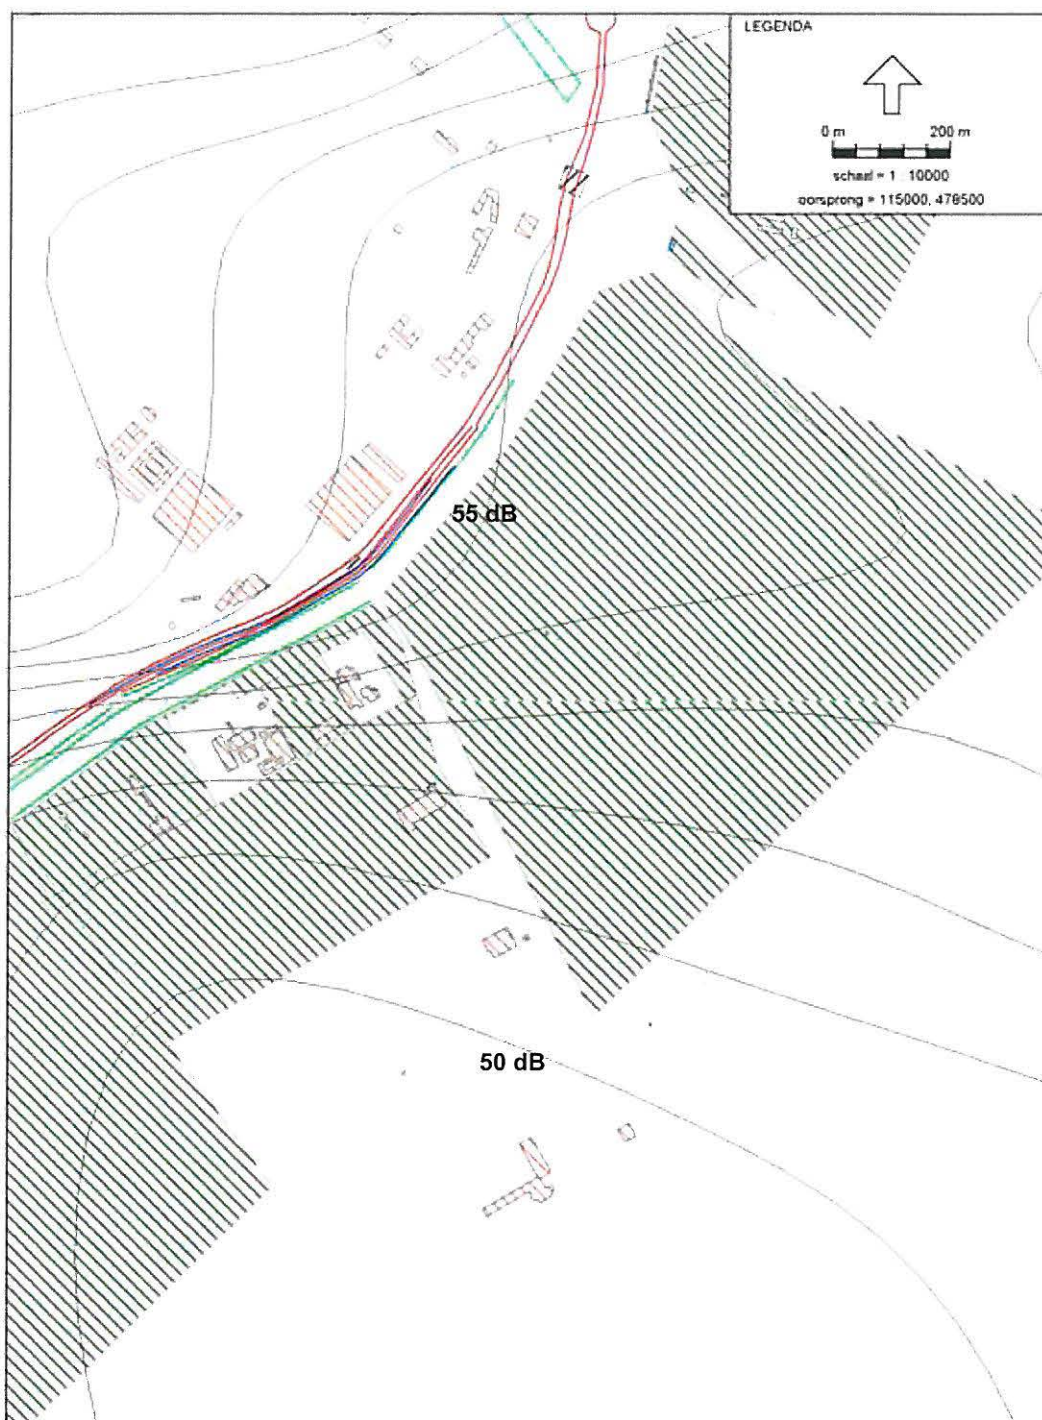 LEGENDA
0 m 200 m
schaal = 1 : 10000
oorsprong = 115000, 478500
55 dB
50 dB